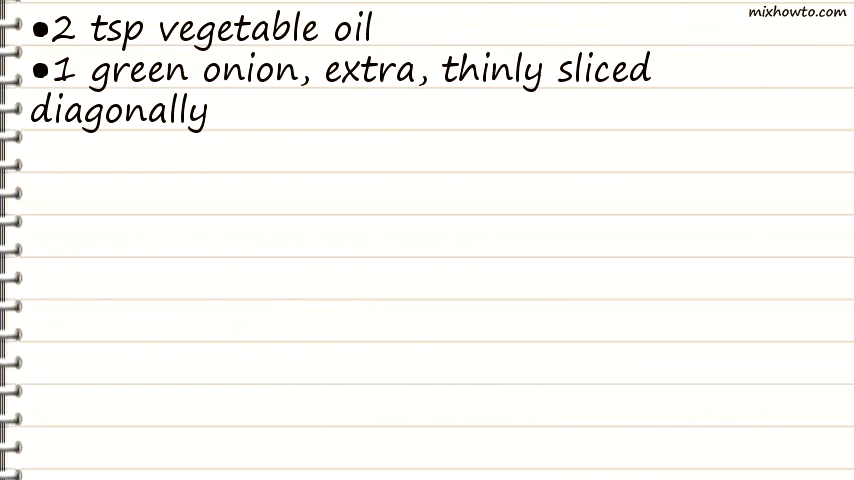 mixhowto.com
•2 tsp vegetable oil
•1 green onion, extra, thinly sliced
diagonally